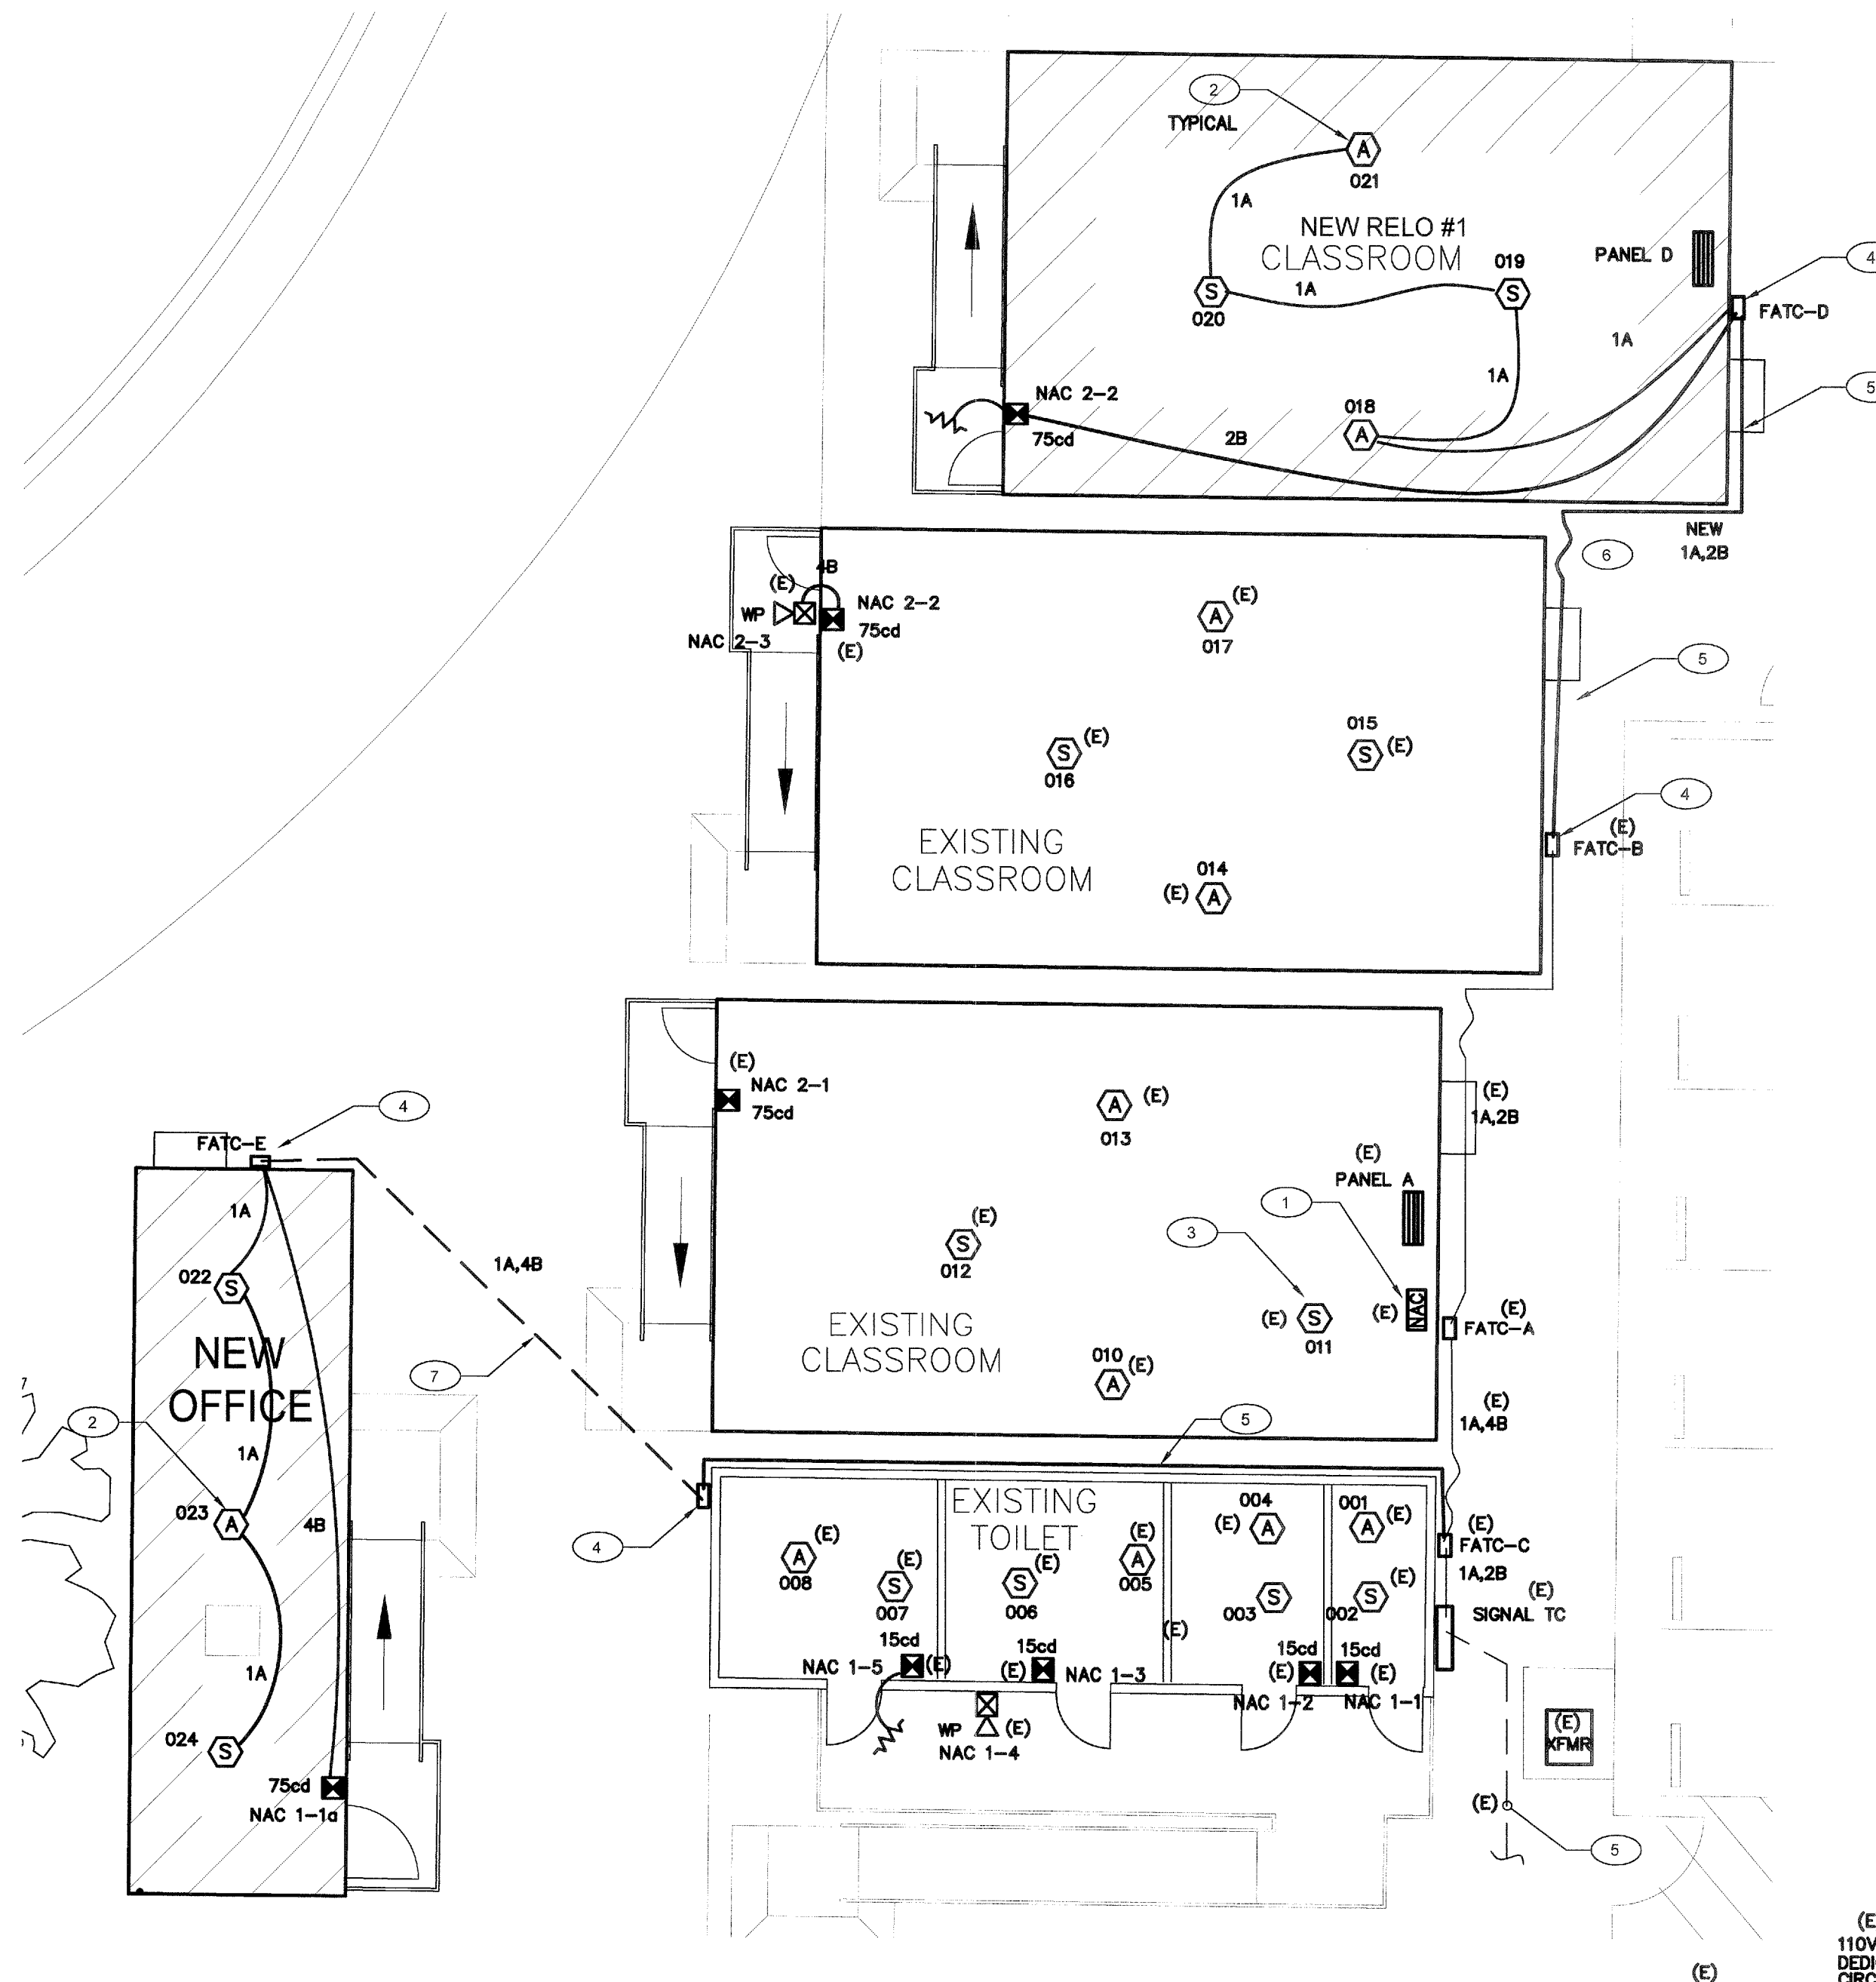 2
TYPICAL
A
021
1A
NEW RELO #1
CLASSROOM
PANEL D
4
FATC-D
019
S
S
020
1A
1A
1A
5
NAC 2-2
75cd
018
A
2B
NEW
1A,2B
6
4B
(E)
WP
NAC 2-2
75cd
(E)
NAC 2-3
A
(E)
017
5
015
S
(E)
S
(E)
016
4
(E)
FATC-B
EXISTING
CLASSROOM
014
(E)
A
(E)
NAC 2-1
75cd
A
(E)
013
(E)
1A,2B
4
FATC-E
(E)
PANEL A
1
3
1A
(E)
S
012
022
S
1A,4B
(E)
S
011
(E)
NAC
(E)
FATC-A
NEW
OFFICE
EXISTING
CLASSROOM
7
010
(E)
A
(E)
1A,4B
2
5
1A
023
A
4B
EXISTING
TOILET
4
(E)
A
008
(E)
S
007
(E)
S
006
(E)
A
005
004
(E)
A
001
A
(E)
(E)
FATC-C
1A,2B
003
S
002
S
(E)
(E)
SIGNAL TC
(E)
1A
15cd
NAC 1-5
(E)
15cd
(E)
NAC 1-3
15cd
(E)
NAC 1-2
15cd
(E)
NAC 1-1
WP
(E)
NAC 1-4
(E)
XFMR
024
S
75cd
NAC 1-1a
(E)
5
(E
110V
DEDI
CIRC
(E)